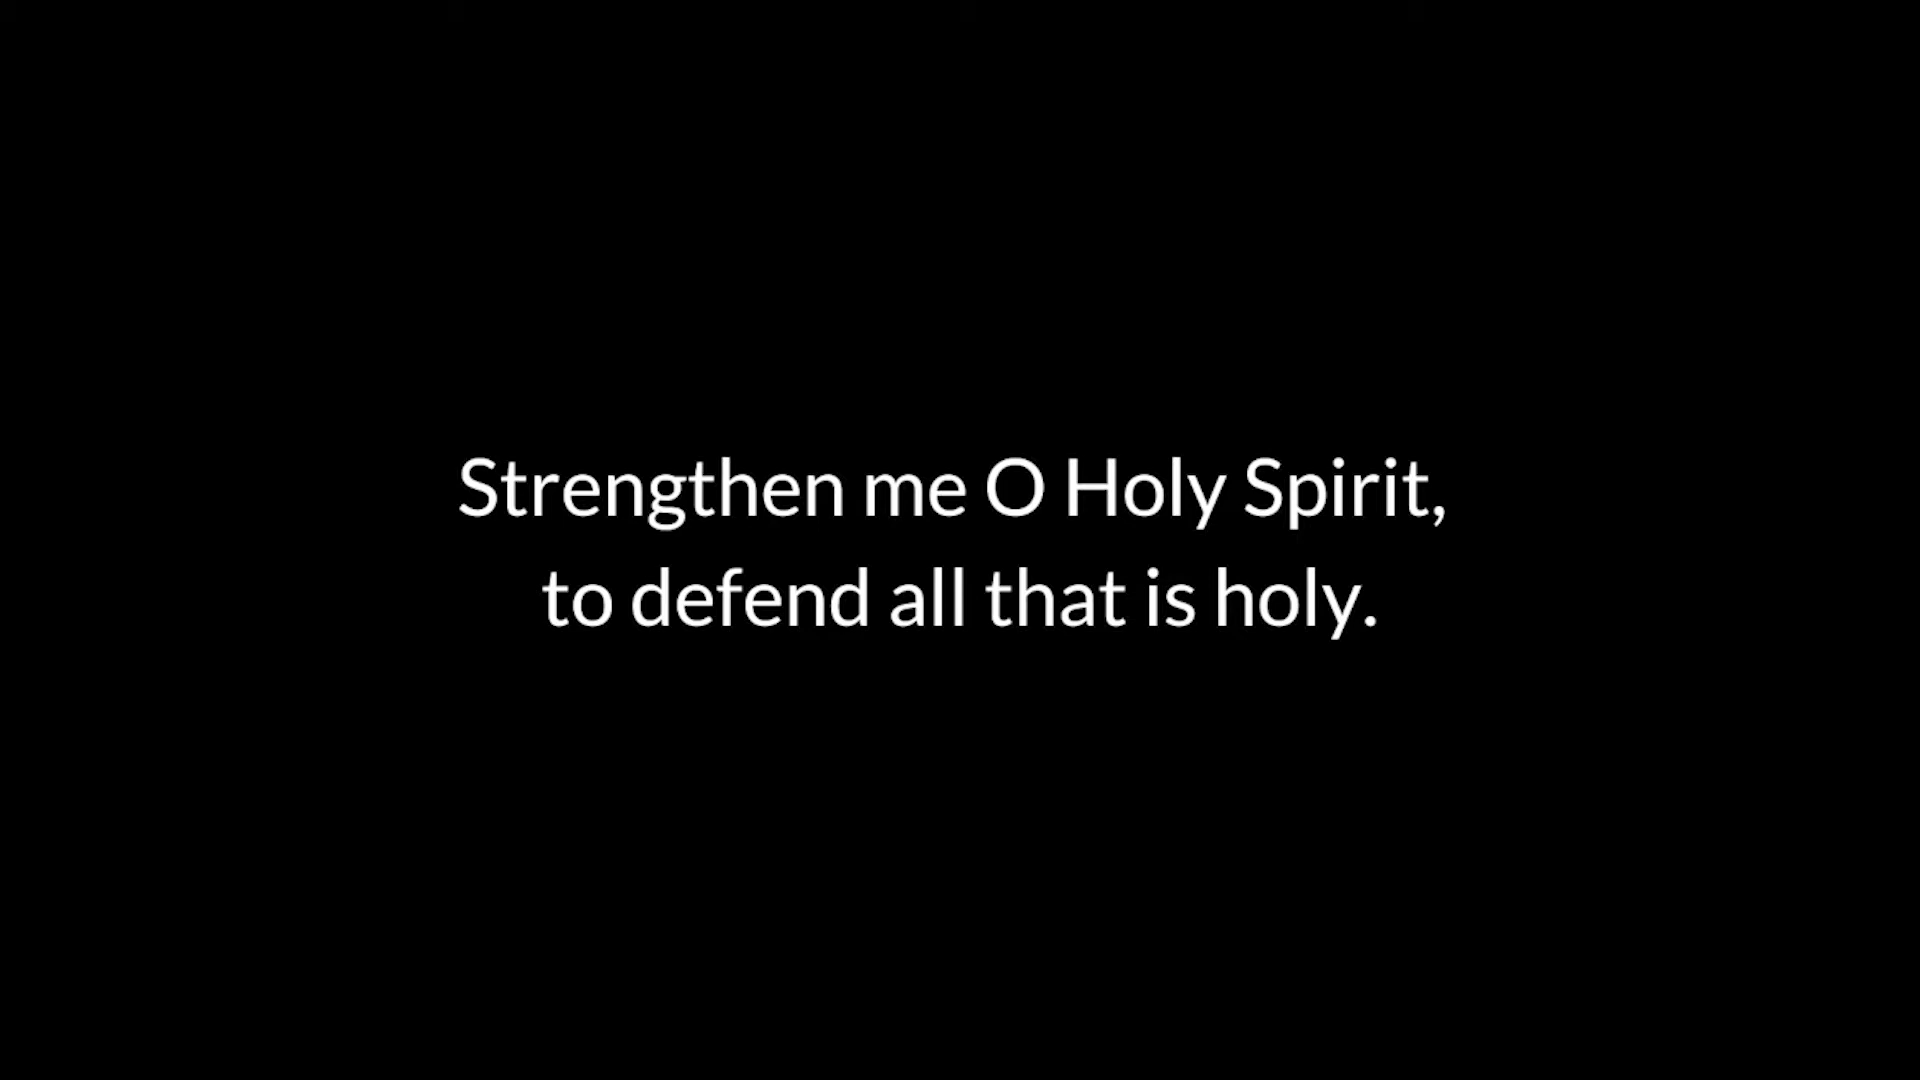 Strengthen me O Holy Spirit,
to defend all that is holy.